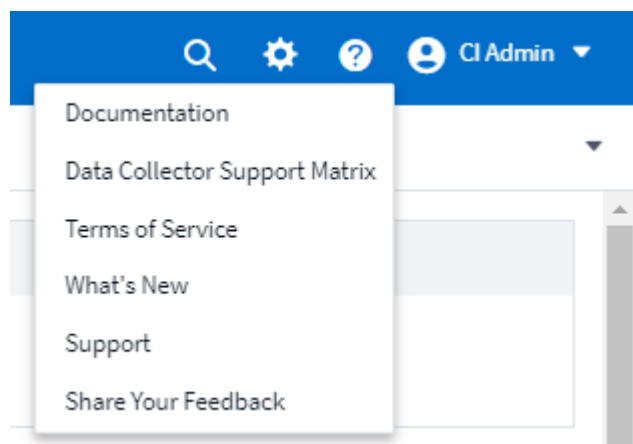 CI Admin
Documentation
Data Collector Support Matrix
Terms of Service
What's New
Support
Share Your Feedback